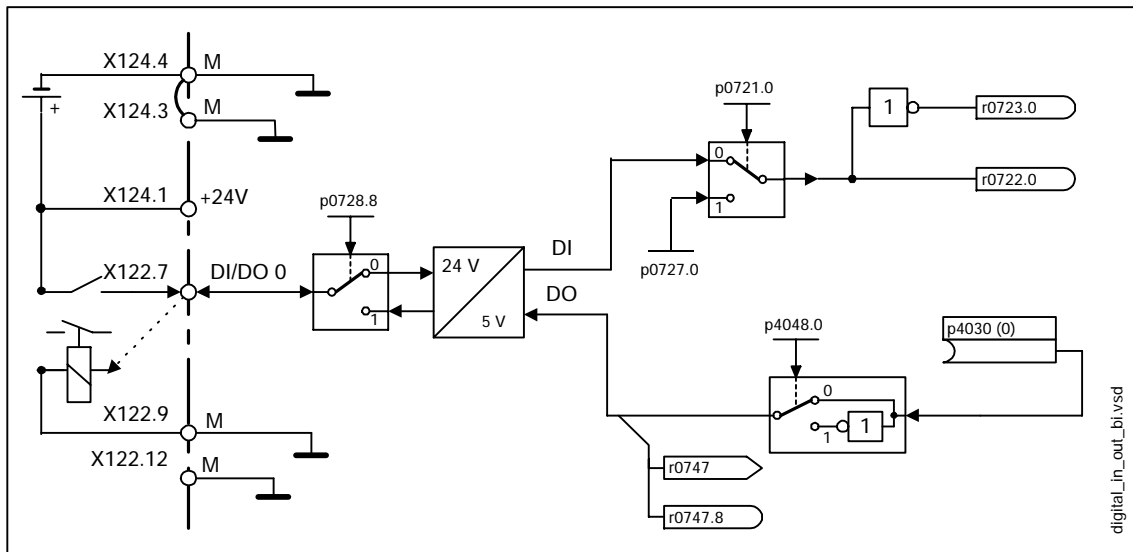 X124.4
M
+
X124.3
M
X124.1
+24V
X122.7
DI/DO 0
p0728.8
0
1
24 V
5 V
DI
DO
p0721.0
0
1
p0727.0
1
r0723.0
r0722.0
p4048.0
0
1
1
p4030 (0)
r0747
r0747.8
X122.9
M
X122.12
M
digital_in_out_bi.vsd